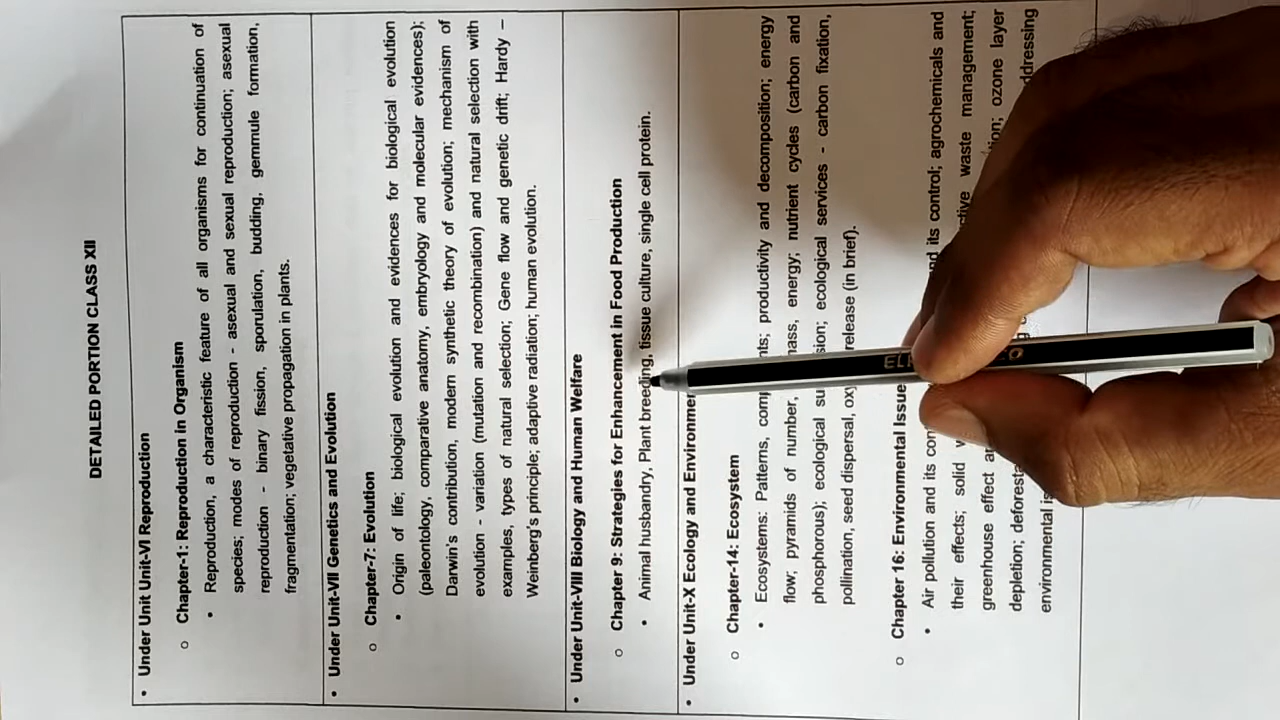 DETAILED PORTION CLASS XII
• Under Unit Unit-VI Reproduction
o Chapter-1: Reproduction In Organism
• Reproduction, a characteristic feature of all organisms for continuation of
species; modes of reproduction - asexual and sexual reproduction; asexual
reproduction - binary fission, sporulation, budding, gemmule formation,
fragmentation; vegetative propagation in plants.
• Under Unit-VII Genetics and Evolution
o Chapter-7: Evolution
• Origin of life; biological evolution and evidences for biological evolution
(paleontology, comparative anatomy, embryology and molecular evidences);
Darwin's contribution, modern synthetic theory of evolution; mechanism of
evolution - variation (mutation and recombination) and natural selection with
examples, types of natural selection; Gene flow and genetic drift; Hardy –
Weinberg's principle; adaptive radiation; human evolution.
• Under Unit-VIII Biology and Human Welfare
o Chapter 9: Strategies for Enhancement in Food Production
• Animal husbandry, Plant breeding, tissue culture, single cell protein.
• Under Unit-X Ecology and Environment
o Chapter-14: Ecosystem
• Ecosystems: Patterns, productivity and decomposition; energy
flow; pyramids of number, energy; nutrient cycles (carbon and
phosphorous); ecological ecological services - carbon fixation,
pollination, seed dispersal, release (in brief).
o Chapter 16: Environmental
• Air pollution and its and its control; agrochemicals and
their effects; solid waste management;
greenhouse effect ozone layer
depletion;
environmental